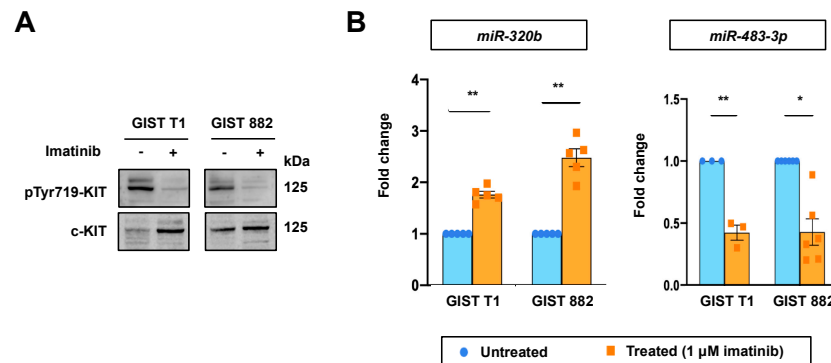 A
GIST T1 GIST 882
Imatinib - + - + kDa
pTyr719-KIT 125
c-KIT 125
B
miR-320b
Fold change
4
3
2
1
0
** **
GIST T1 GIST 882
miR-483-3p
Fold change
1.5
1.0
0.5
0.0
** *
GIST T1 GIST 882
Untreated Treated (1 µM imatinib)